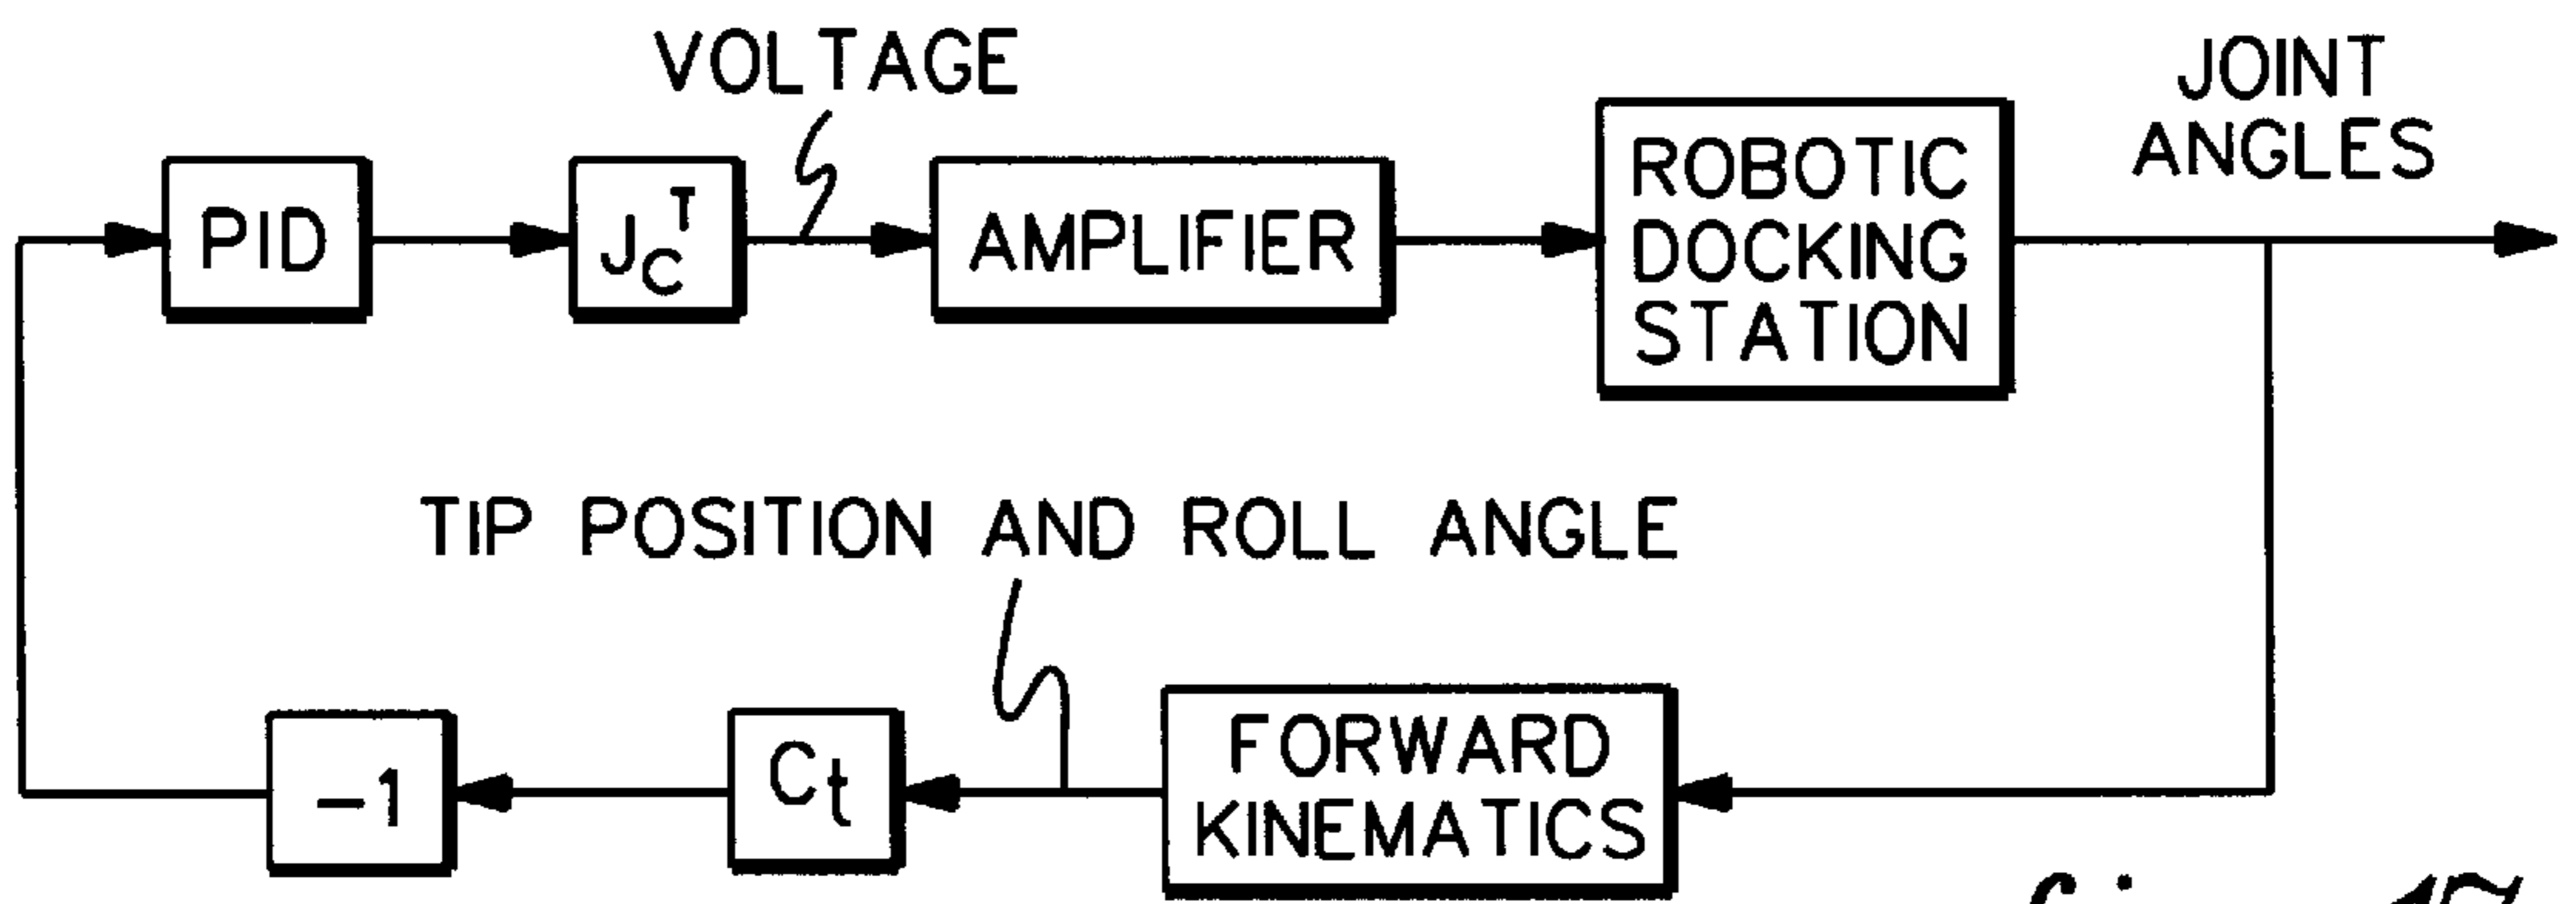 VOLTAGE
JOINT
ANGLES
PID
J_C^T
AMPLIFIER
ROBOTIC
DOCKING
STATION
TIP POSITION AND ROLL ANGLE
-1
Ct
FORWARD
KINEMATICS